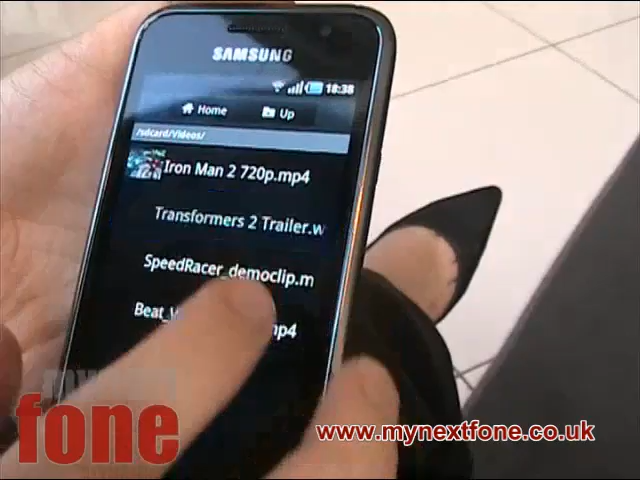 SAMSUNG
18:38
Home Up
/sdcard/Videos/
Iron Man 2 720p.mp4
Transformers 2 Trailer.w
SpeedRacer_democlip.m
Beat_ mp4
my
fone
www.mynextfone.co.uk